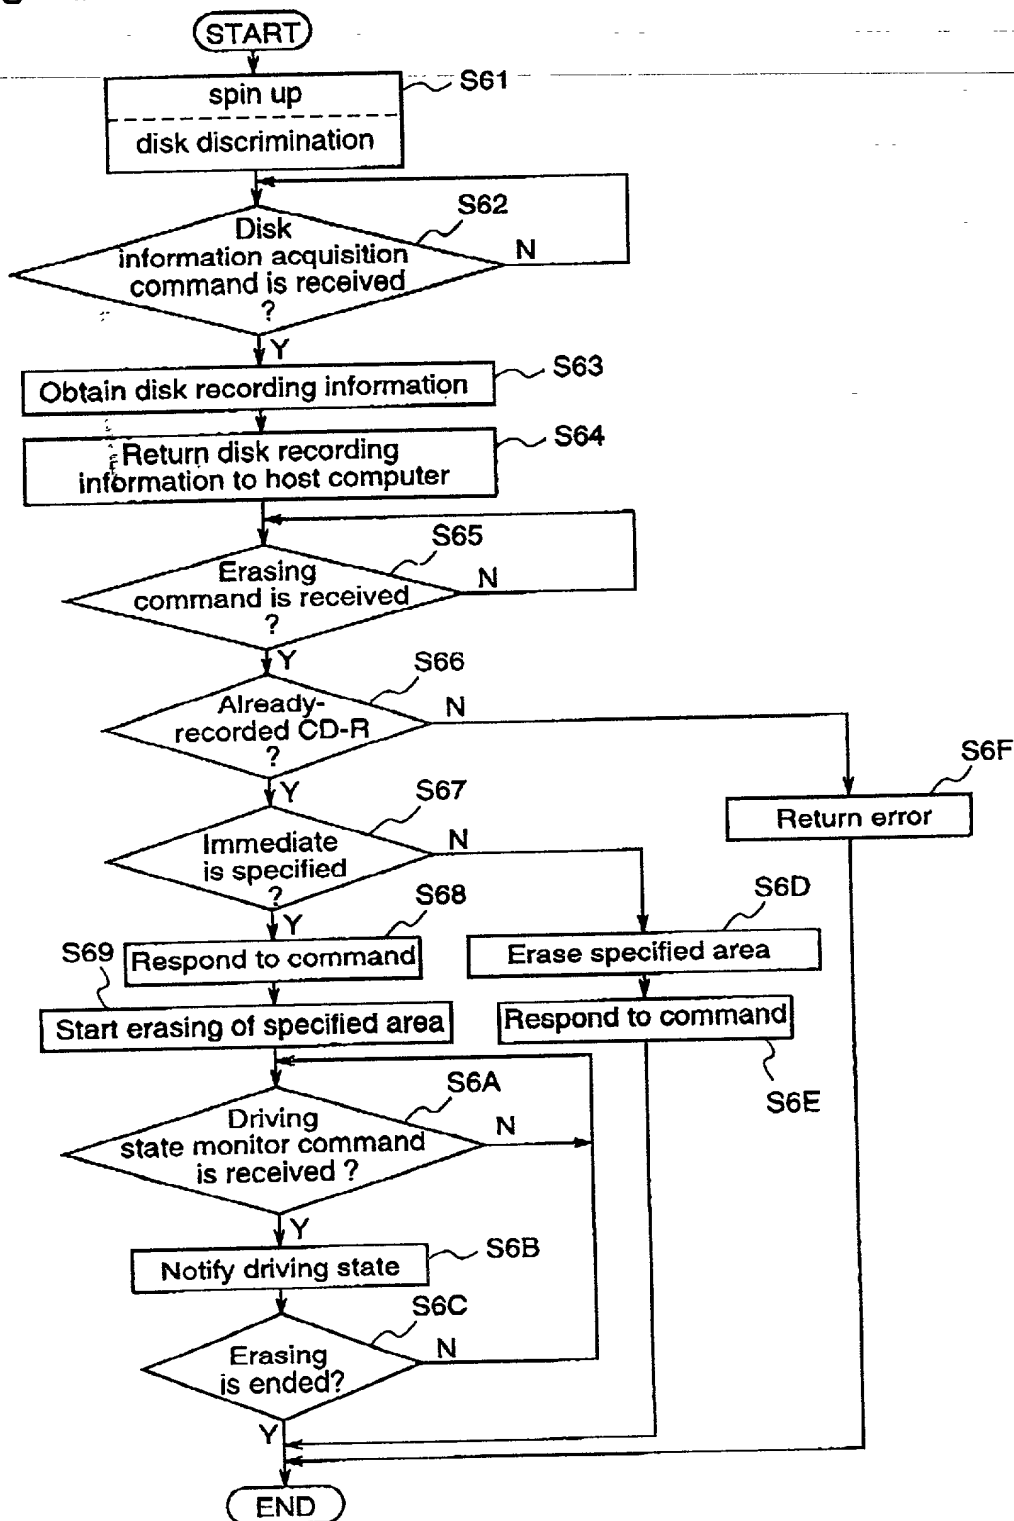 START
S61
spin up
disk discrimination
S62
Disk
information acquisition
command is received
?
N
Y
S63
Obtain disk recording information
S64
Return disk recording
information to host computer
S65
Erasing
command is received
?
N
Y
S66
Already-
recorded CD-R
?
N
Y
S6F
Return error
S67
Immediate
is specified
?
N
Y
S68
Respond to command
S6D
Erase specified area
S69
Start erasing of specified area
Respond to command
S6E
S6A
Driving
state monitor command
is received ?
N
Y
S6B
Notify driving state
S6C
Erasing
is ended?
N
Y
END